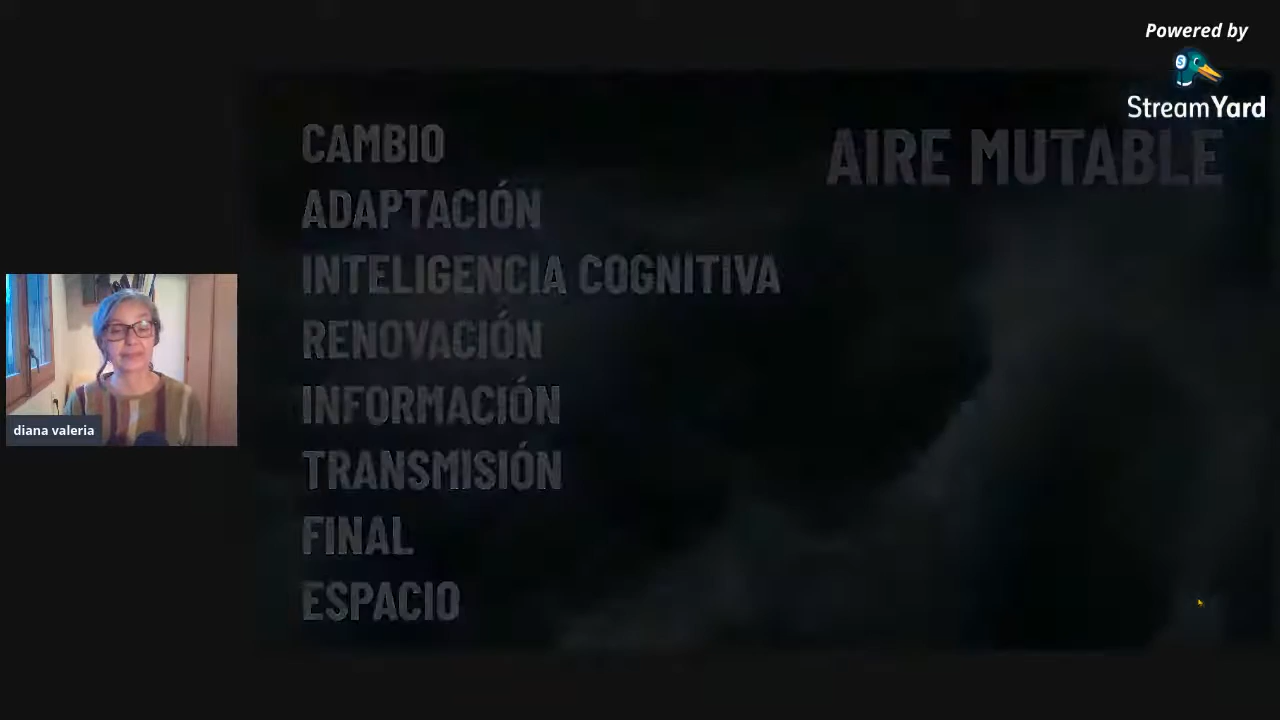 Powered by
StreamYard
AIRE MUTABLE
CAMBIO
ADAPTACIÓN
INTELIGENCIA COGNITIVA
RENOVACIÓN
INFORMACIÓN
TRANSMISIÓN
FINAL
ESPACIO
diana valeria